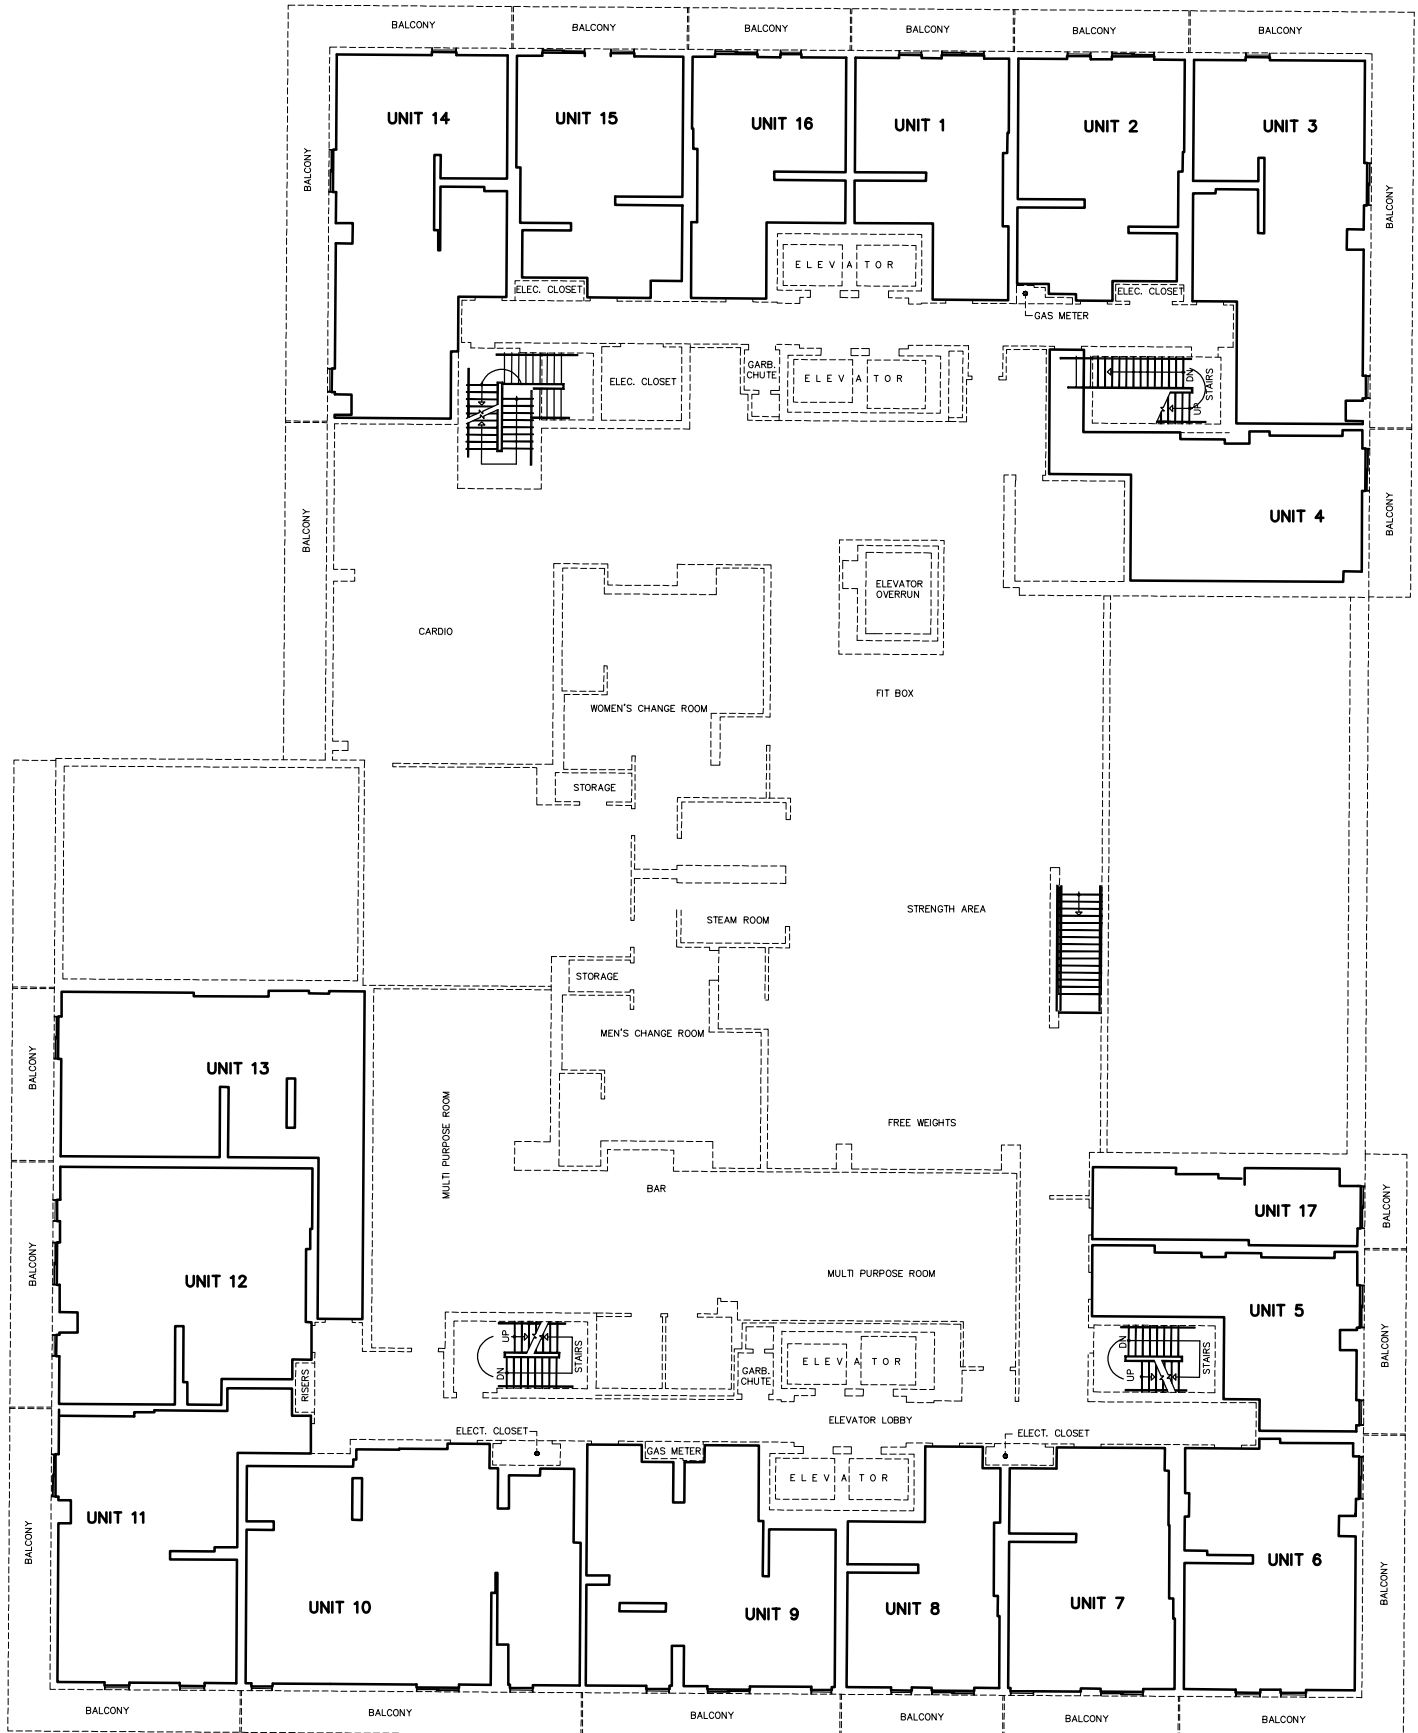 BALCONY
BALCONY
BALCONY
BALCONY
BALCONY
BALCONY
UNIT 14
UNIT 15
UNIT 16
UNIT 1
UNIT 2
UNIT 3
BALCONY
BALCONY
ELEVATOR
ELEC. CLOSET
ELEC. CLOSET
GAS METER
ELEC. CLOSET
GARB.
CHUTE
ELEVATOR
DN
UP
STAIRS
BALCONY
UNIT 4
BALCONY
ELEVATOR
OVERRUN
CARDIO
FIT BOX
WOMEN'S CHANGE ROOM
STORAGE
STRENGTH AREA
STEAM ROOM
STORAGE
MEN'S CHANGE ROOM
BALCONY
UNIT 13
MULTI PURPOSE ROOM
FREE WEIGHTS
BAR
UNIT 17
BALCONY
BALCONY
UNIT 12
MULTI PURPOSE ROOM
UNIT 5
BALCONY
UP
DN
STAIRS
GARB.
CHUTE
ELEVATOR
DN
UP
STAIRS
RISERS
ELEVATOR LOBBY
ELECT. CLOSET
GAS METER
ELECT. CLOSET
ELEVATOR
BALCONY
UNIT 11
UNIT 10
UNIT 9
UNIT 8
UNIT 7
UNIT 6
BALCONY
BALCONY
BALCONY
BALCONY
BALCONY
BALCONY
BALCONY